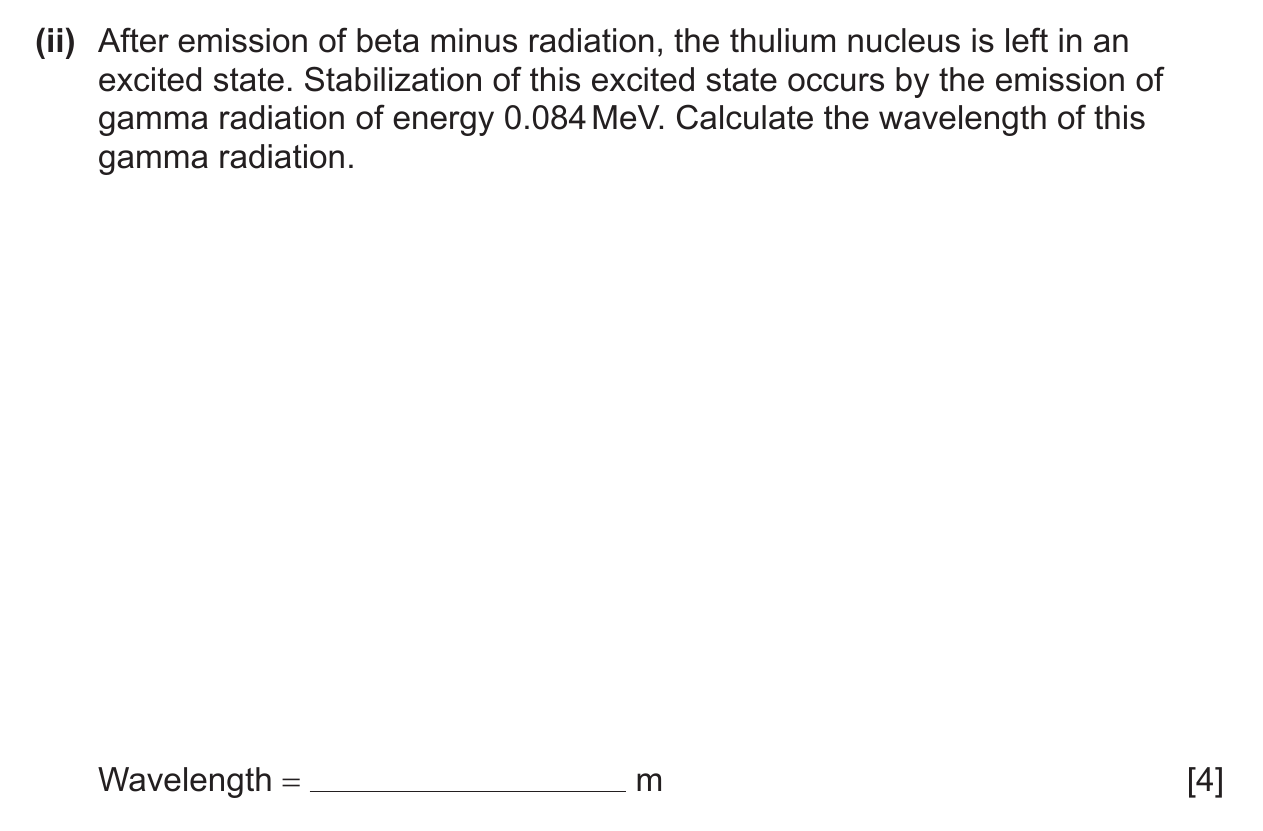 (ii) After emission of beta minus radiation, the thulium nucleus is left in an
excited state. Stabilization of this excited state occurs by the emission of
gamma radiation of energy 0.084 MeV. Calculate the wavelength of this
gamma radiation.
Wavelength = ____________________ m [4]